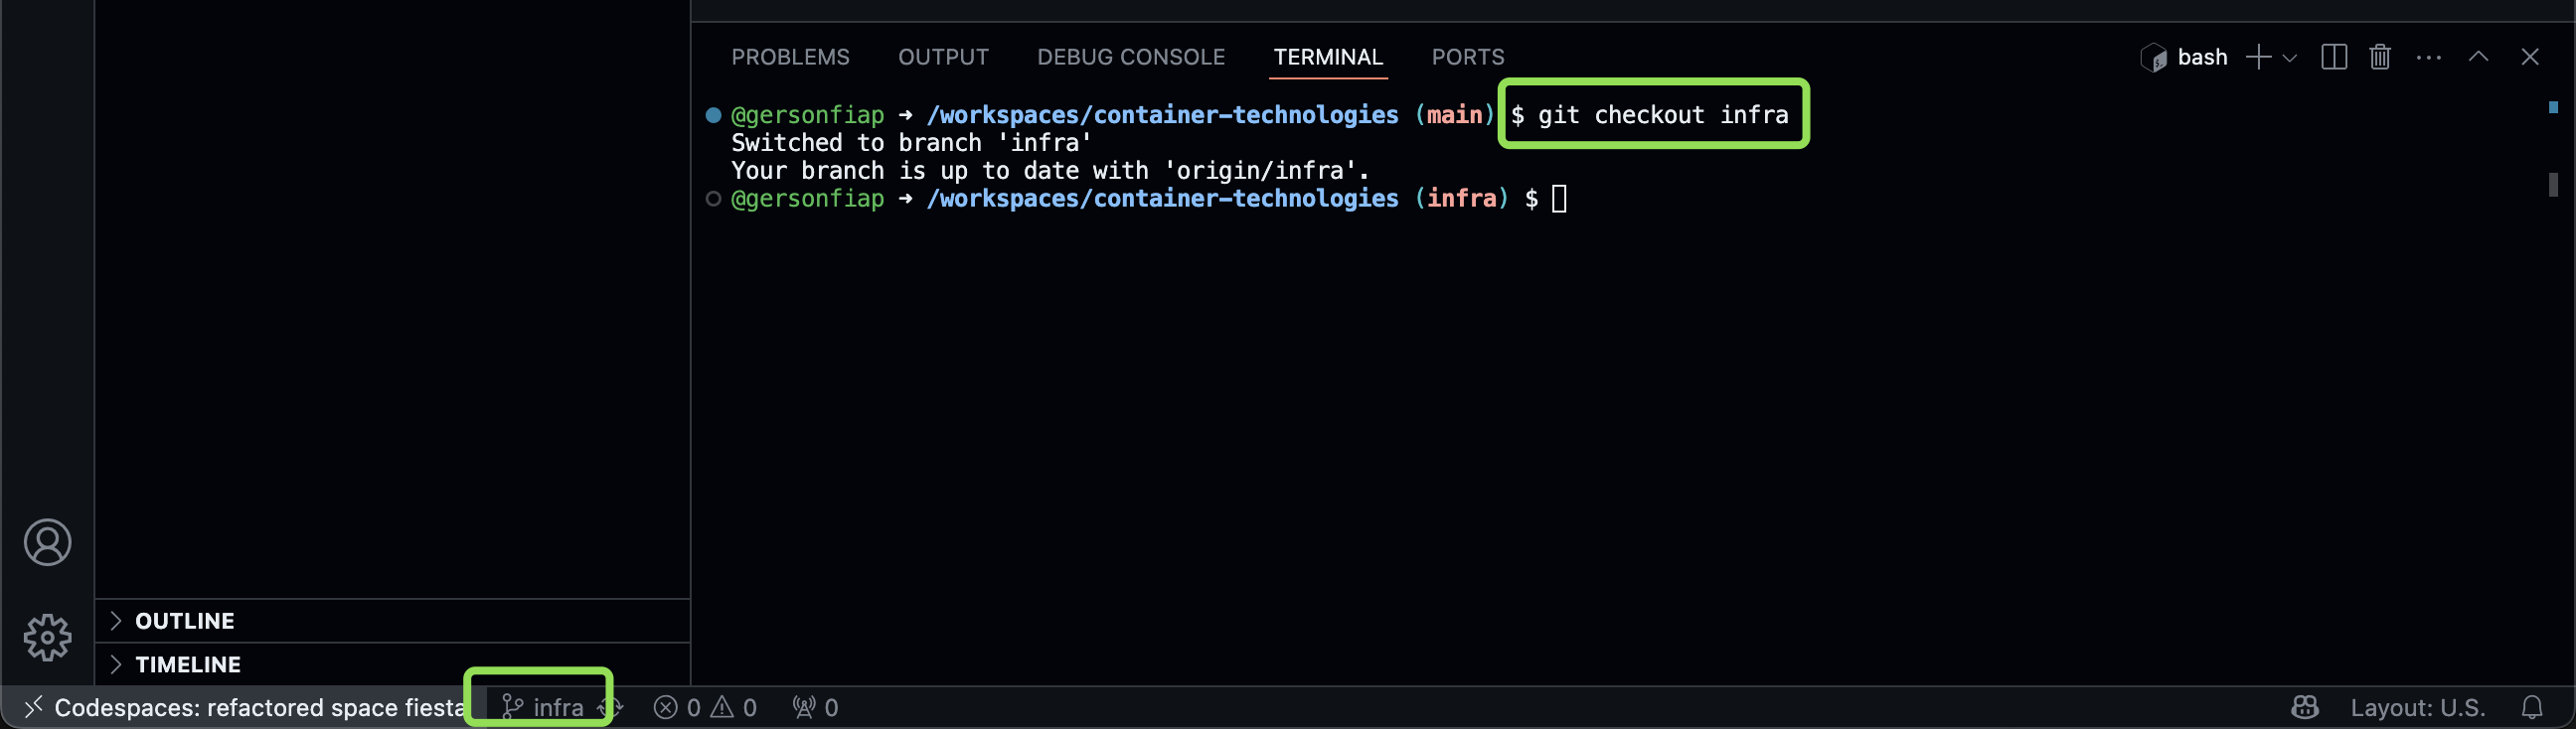 PROBLEMS OUTPUT DEBUG CONSOLE TERMINAL PORTS bash
@gersonfiap → /workspaces/container-technologies (main) $ git checkout infra
Switched to branch 'infra'
Your branch is up to date with 'origin/infra'.
@gersonfiap → /workspaces/container-technologies (infra) $
OUTLINE
TIMELINE
Codespaces: refactored space fiesta infra 0 0 0 Layout: U.S.